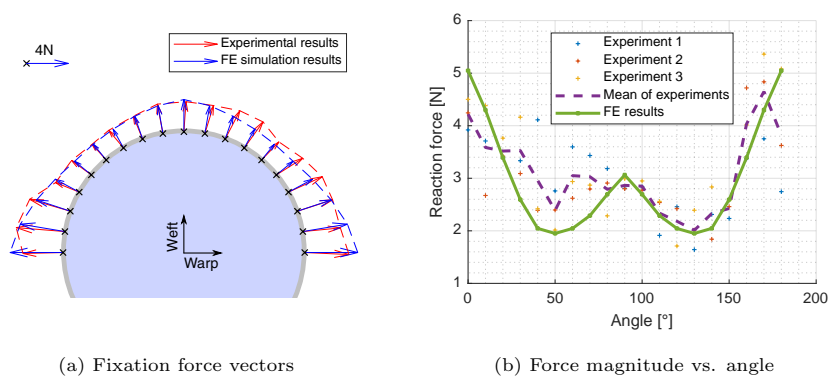 4N
Experimental results
FE simulation results
Weft
Warp
(a) Fixation force vectors
6
5
4
3
2
1
Reaction force [N]
Experiment 1
Experiment 2
Experiment 3
Mean of experiments
FE results
0
50
100
150
200
Angle [°]
(b) Force magnitude vs. angle